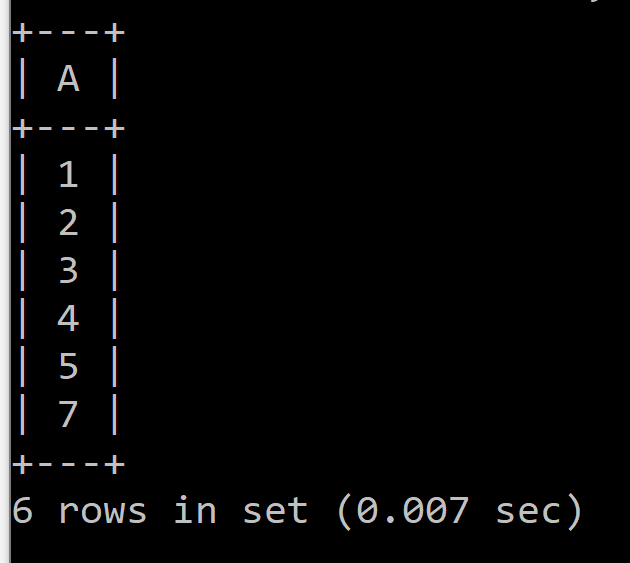 +---+
| A |
+---+
| 1 |
| 2 |
| 3 |
| 4 |
| 5 |
| 7 |
+---+
6 rows in set (0.007 sec)